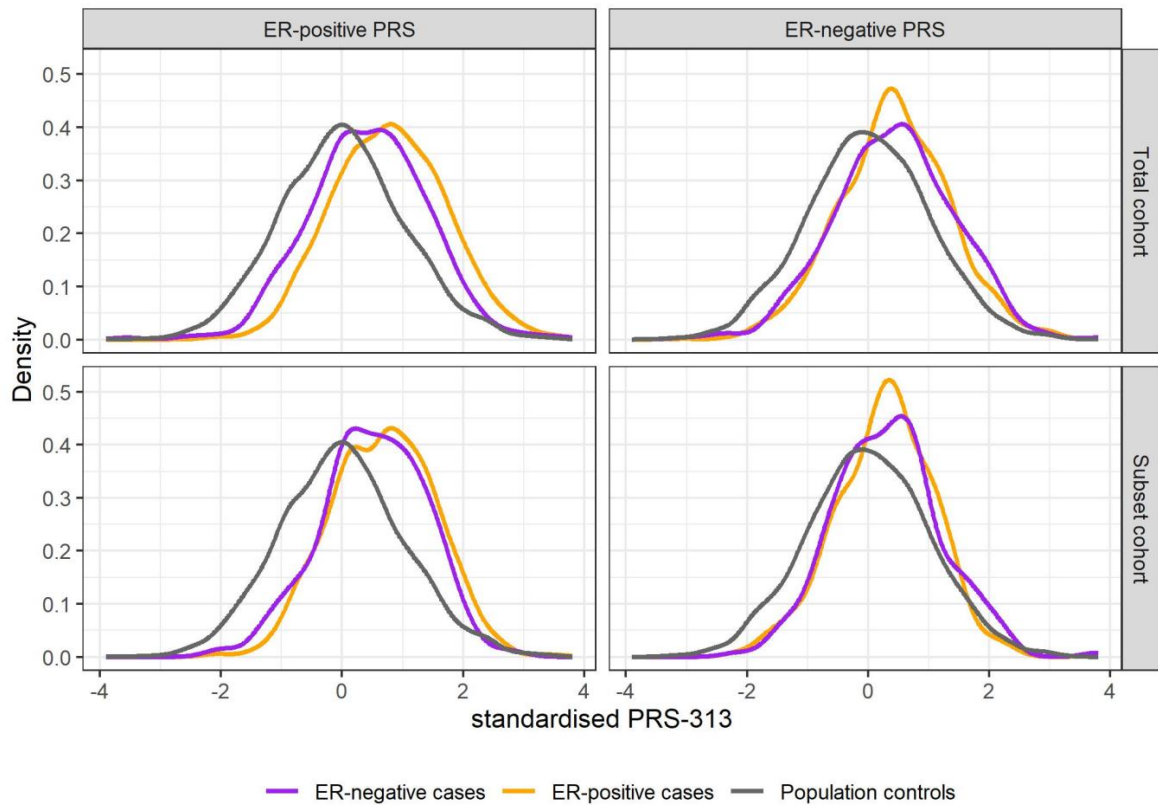 ER-positive PRS
ER-negative PRS
0.5
0.4
0.3
0.2
0.1
0.0
Total cohort
0.5
0.4
0.3
0.2
0.1
0.0
Subset cohort
Density
-4 -2 0 2 4
-4 -2 0 2 4
standardised PRS-313
ER-negative cases ER-positive cases Population controls